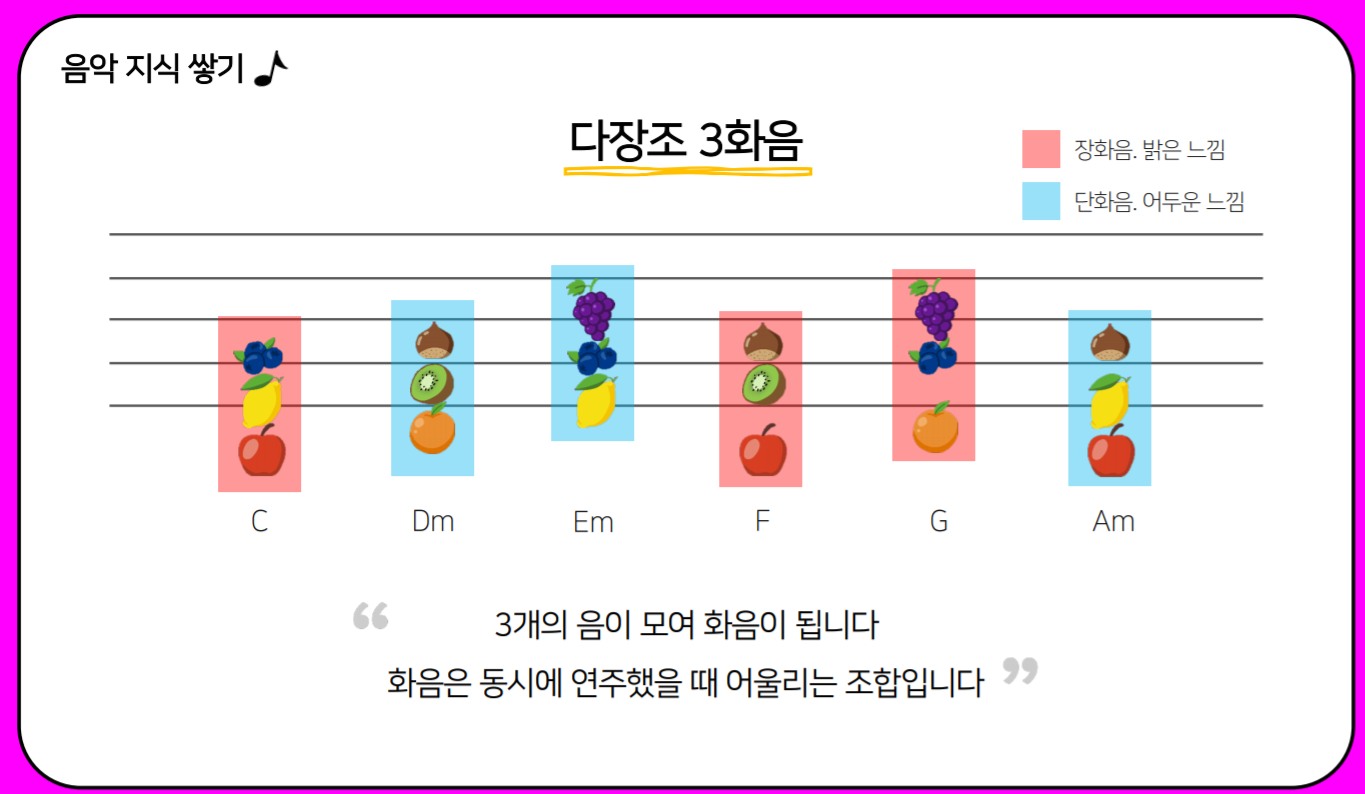 음악 지식 쌓기
다장조 3화음
장화음. 밝은 느낌
단화음. 어두운 느낌
C Dm Em F G Am
“ 3개의 음이 모여 화음이 됩니다
화음은 동시에 연주했을 때 어울리는 조합입니다 ”